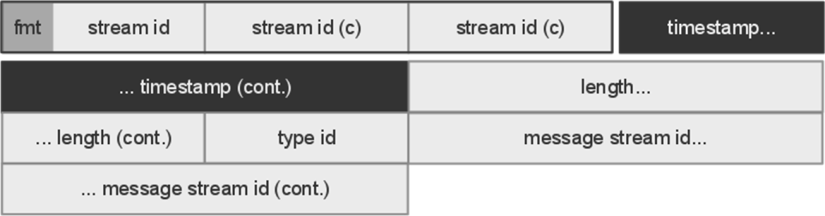 fmt stream id stream id (c) stream id (c) timestamp...
... timestamp (cont.) length...
... length (cont.) type id message stream id...
... message stream id (cont.)